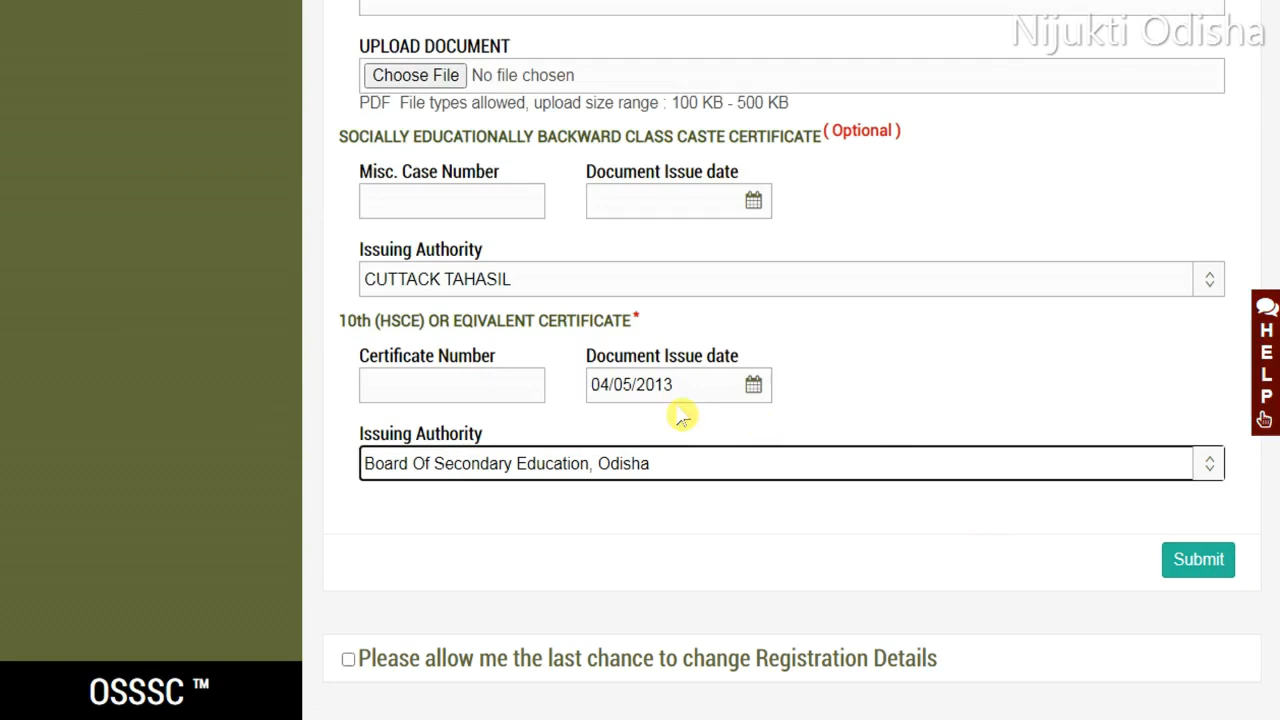 Nijukti Odisha
UPLOAD DOCUMENT
Choose File No file chosen
PDF File types allowed, upload size range : 100 KB - 500 KB
SOCIALLY EDUCATIONALLY BACKWARD CLASS CASTE CERTIFICATE ( Optional )
Misc. Case Number Document Issue date
Issuing Authority
CUTTACK TAHASIL
10th (HSCE) OR EQIVALENT CERTIFICATE*
Certificate Number Document Issue date
04/05/2013
Issuing Authority
Board Of Secondary Education, Odisha
Submit
Please allow me the last chance to change Registration Details
OSSSC ™
HELP